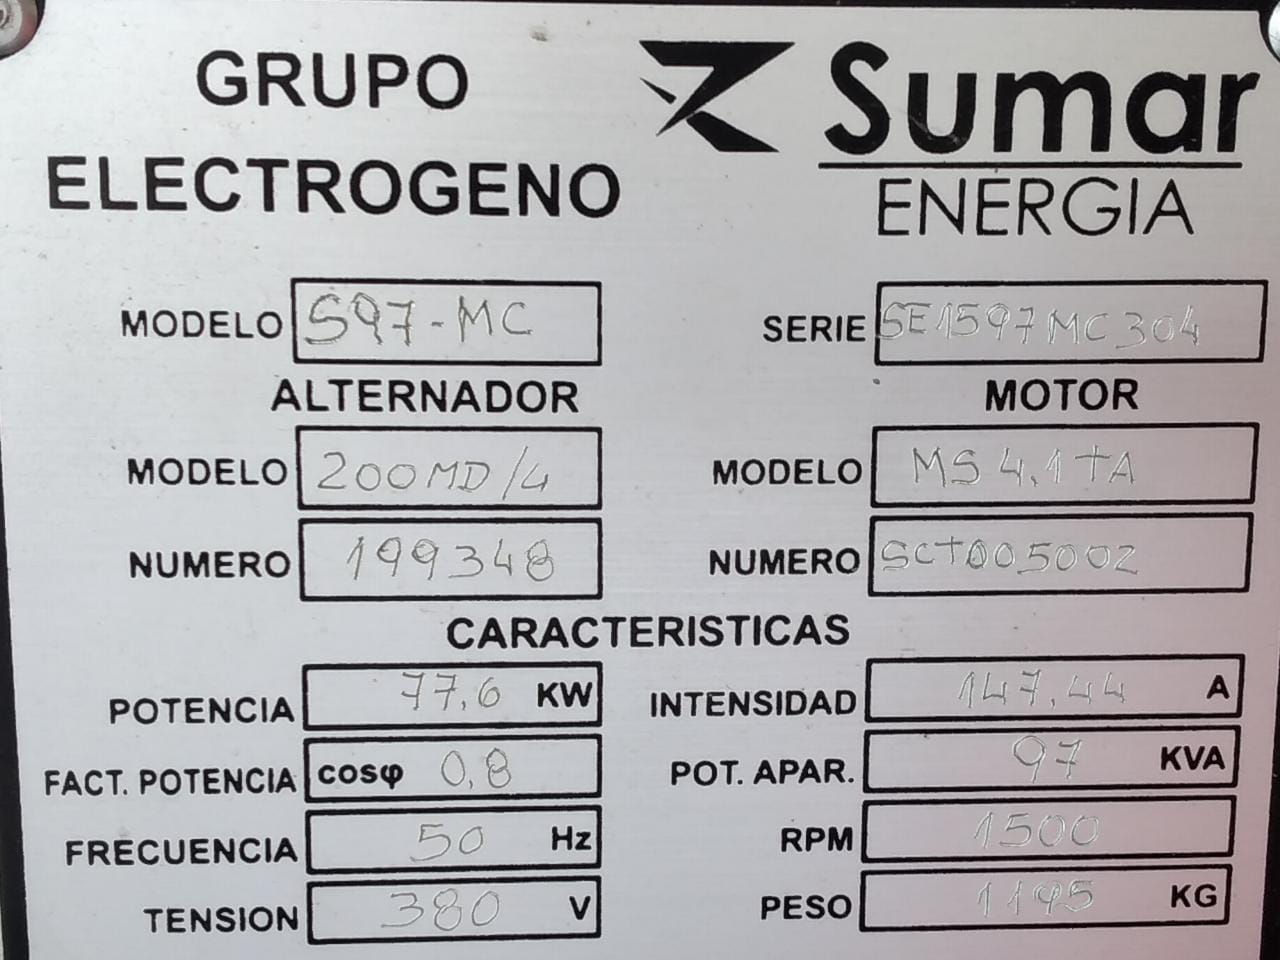 GRUPO
ELECTROGENO
Sumar
ENERGIA
MODELO S97-MC
SERIE SE1597MC304
ALTERNADOR
MOTOR
MODELO 200MD/4
MODELO MS4.1TA
NUMERO 199348
NUMERO SCT005002
CARACTERISTICAS
POTENCIA 77,6 KW
INTENSIDAD 147,44 A
FACT. POTENCIA cosφ 0,8
POT. APAR. 97 KVA
FRECUENCIA 50 Hz
RPM 1500
TENSION 380 V
PESO 1195 KG